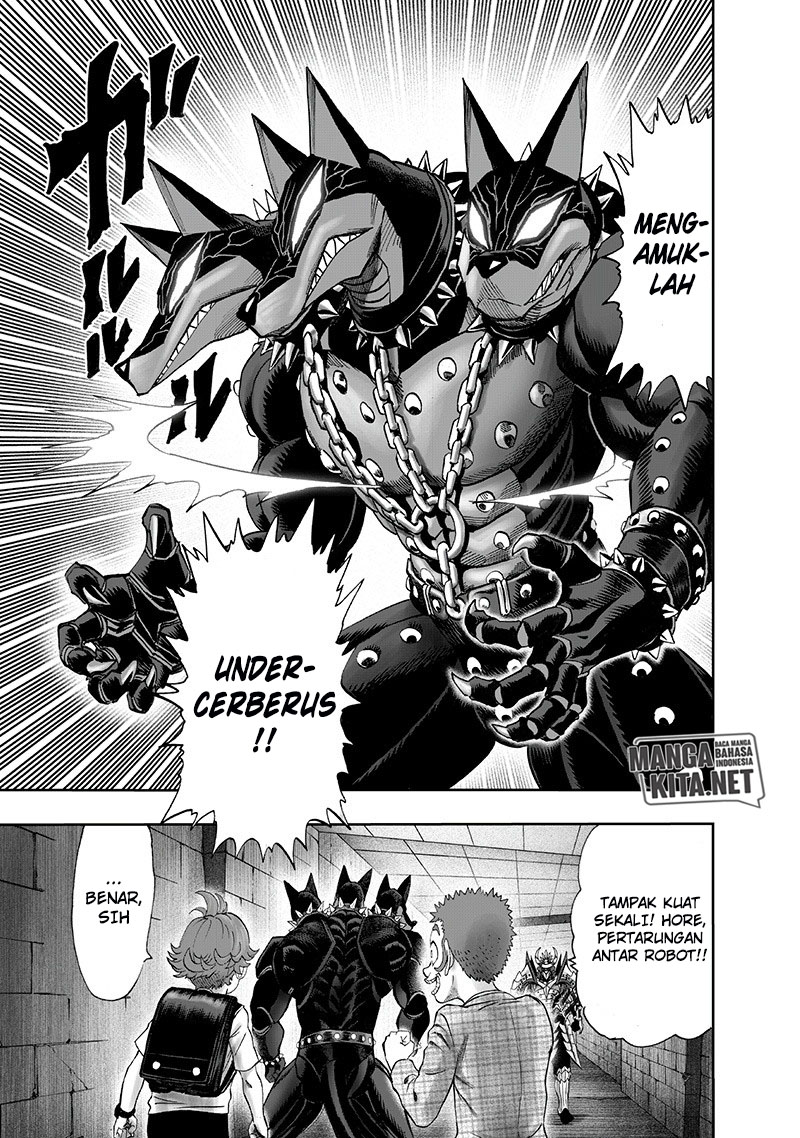 ガルルルル
MENG-
AMUK-
LAH
UNDER-
CERBERUS
!!
MANGA
KITA.NET
BACA MANGA
BAHASA
INDONESIA
TAMPAK KUAT
SEKALI! HORE,
PERTARUNGAN
ANTAR ROBOT!!
...
BENAR,
SIH